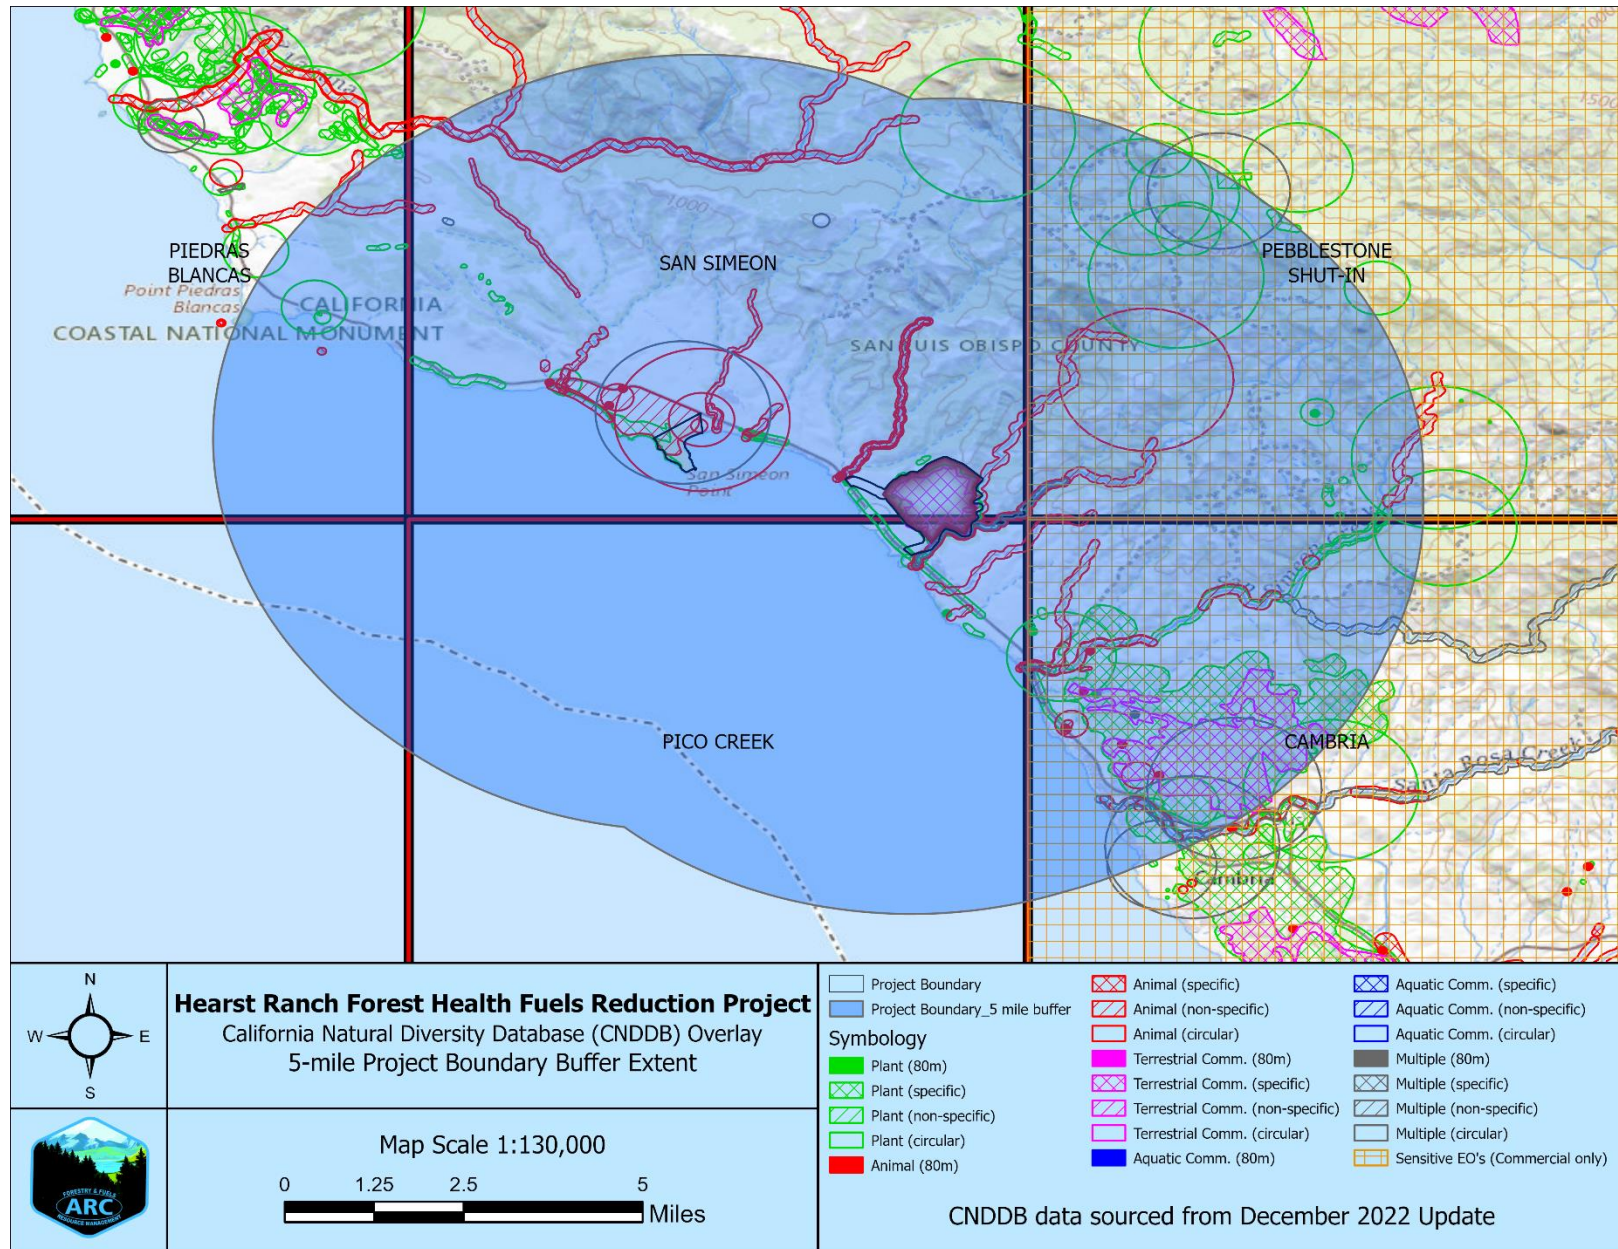 PIEDRAS
BLANCAS
Point Piedras
Blancas
CALIFORNIA
COASTAL NATIONAL MONUMENT
SAN SIMEON
1,000
SAN LUIS OBISPO COUNTY
PEBBLESTONE
SHUT-IN
San Simeon
Point
PICO CREEK
CAMBRIA
Santa Rosa Creek
Cambria
N
W
E
S
Hearst Ranch Forest Health Fuels Reduction Project
California Natural Diversity Database (CNDDB) Overlay
5-mile Project Boundary Buffer Extent
FORESTRY & FUELS
ARC
RESOURCE MANAGEMENT
Map Scale 1:130,000
0 1.25 2.5 5
Miles
Project Boundary
Project Boundary_5 mile buffer
Symbology
Plant (80m)
Plant (specific)
Plant (non-specific)
Plant (circular)
Animal (80m)
Animal (specific)
Animal (non-specific)
Animal (circular)
Terrestrial Comm. (80m)
Terrestrial Comm. (specific)
Terrestrial Comm. (non-specific)
Terrestrial Comm. (circular)
Aquatic Comm. (80m)
Aquatic Comm. (specific)
Aquatic Comm. (non-specific)
Aquatic Comm. (circular)
Multiple (80m)
Multiple (specific)
Multiple (non-specific)
Multiple (circular)
Sensitive EO's (Commercial only)
CNDDB data sourced from December 2022 Update